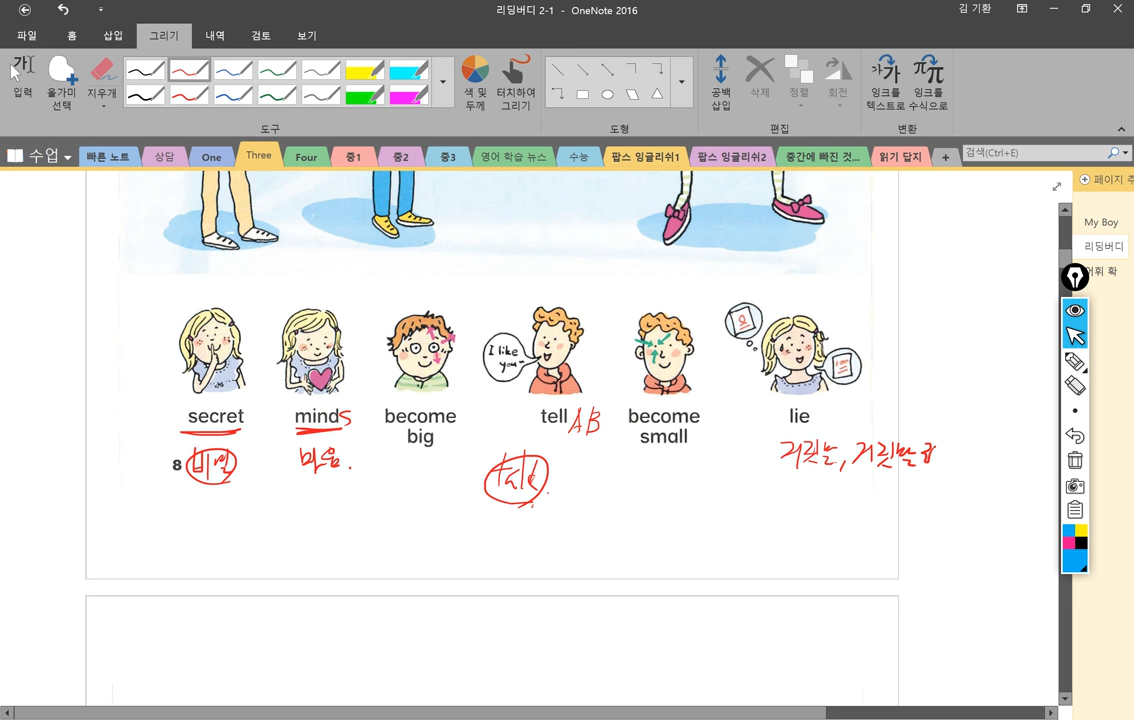 리딩버디 2-1 - OneNote 2016
김 기환
파일 홈 삽입 그리기 내역 검토 보기
가
입력
올가미
선택
지우개
색 및
두께
터치하여
그리기
공백
삽입
삭제
정렬
회전
잉크를
텍스트로
잉크를
수식으로
도구 도형 편집 변환
수업 빠른 노트 상담 One Three Four 중1 중2 중3 영어 학습 뉴스 수능 팝스 잉글리쉬1 팝스 잉글리쉬2 중간에 빠진 것... 읽기 답지 + 검색(Ctrl+E)
페이지 추
My Boy
리딩버디
어휘 확
I like
you~
secret minds become
big tell A B become
small lie
8 비밀 마음. told. 거짓말, 거짓말 하